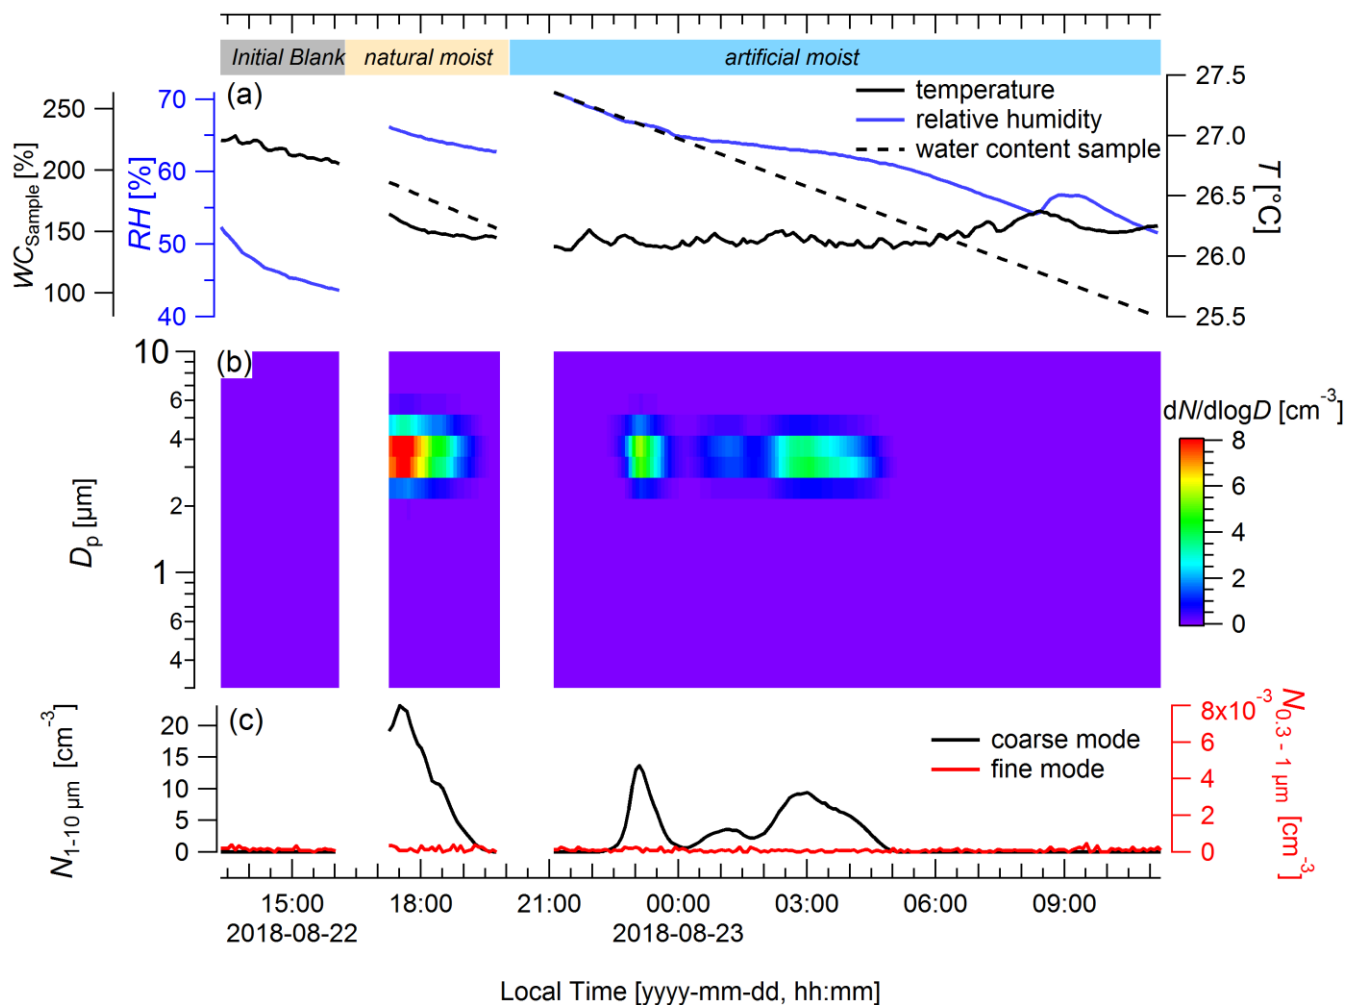 Initial Blank natural moist artificial moist
(a)
temperature
relative humidity
water content sample
WC_Sample [%]
250
200
150
100
RH [%]
70
60
50
40
T [°C]
27.5
27.0
26.5
26.0
25.5
(b)
D_p [µm]
10
6
4
2
1
6
4
dN/dlogD [cm⁻³]
8
6
4
2
0
(c)
coarse mode
fine mode
N_1-10 µm [cm⁻³]
20
15
10
5
0
N_0.3 - 1 µm [cm⁻³]
8x10⁻³
6
4
2
0
15:00 18:00 21:00 00:00 03:00 06:00 09:00
2018-08-22 2018-08-23
Local Time [yyyy-mm-dd, hh:mm]